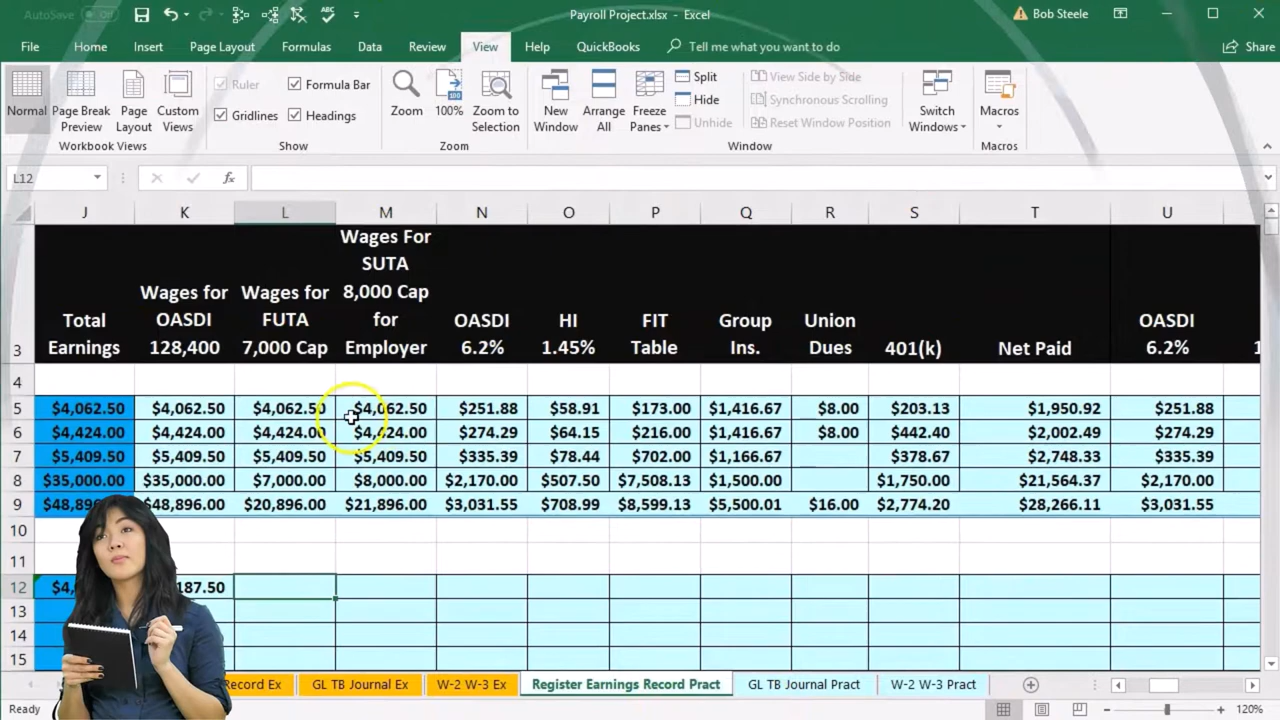 AutoSave Off Payroll Project.xlsx - Excel Bob Steele
File Home Insert Page Layout Formulas Data Review View Help QuickBooks Tell me what you want to do Share
Normal Page Break Preview Page Layout Custom Views
Workbook Views
Ruler Formula Bar
Gridlines Headings
Show
Zoom 100% Zoom to Selection
Zoom
New Window Arrange All Freeze Panes
Split
Hide
Unhide
View Side by Side
Synchronous Scrolling
Reset Window Position
Switch Windows
Window
Macros
Macros
L12 fx
J K L M N O P Q R S T U
Wages For
SUTA
Wages for Wages for 8,000 Cap
Total OASDI FUTA for OASDI HI FIT Group Union OASDI
3 Earnings 128,400 7,000 Cap Employer 6.2% 1.45% Table Ins. Dues 401(k) Net Paid 6.2% 1
4
5 $4,062.50 $4,062.50 $4,062.50 $4,062.50 $251.88 $58.91 $173.00 $1,416.67 $8.00 $203.13 $1,950.92 $251.88
6 $4,424.00 $4,424.00 $4,424.00 $4,424.00 $274.29 $64.15 $216.00 $1,416.67 $8.00 $442.40 $2,002.49 $274.29
7 $5,409.50 $5,409.50 $5,409.50 $5,409.50 $335.39 $78.44 $702.00 $1,166.67 $378.67 $2,748.33 $335.39
8 $35,000.00 $35,000.00 $7,000.00 $8,000.00 $2,170.00 $507.50 $7,508.13 $1,500.00 $1,750.00 $21,564.37 $2,170.00
9 $48,896 48,896.00 $20,896.00 $21,896.00 $3,031.55 $708.99 $8,599.13 $5,500.01 $16.00 $2,774.20 $28,266.11 $3,031.55
10
11
12 $4, 187.50
13
14
15
Record Ex GL TB Journal Ex W-2 W-3 Ex Register Earnings Record Pract GL TB Journal Pract W-2 W-3 Pract
Ready 120%